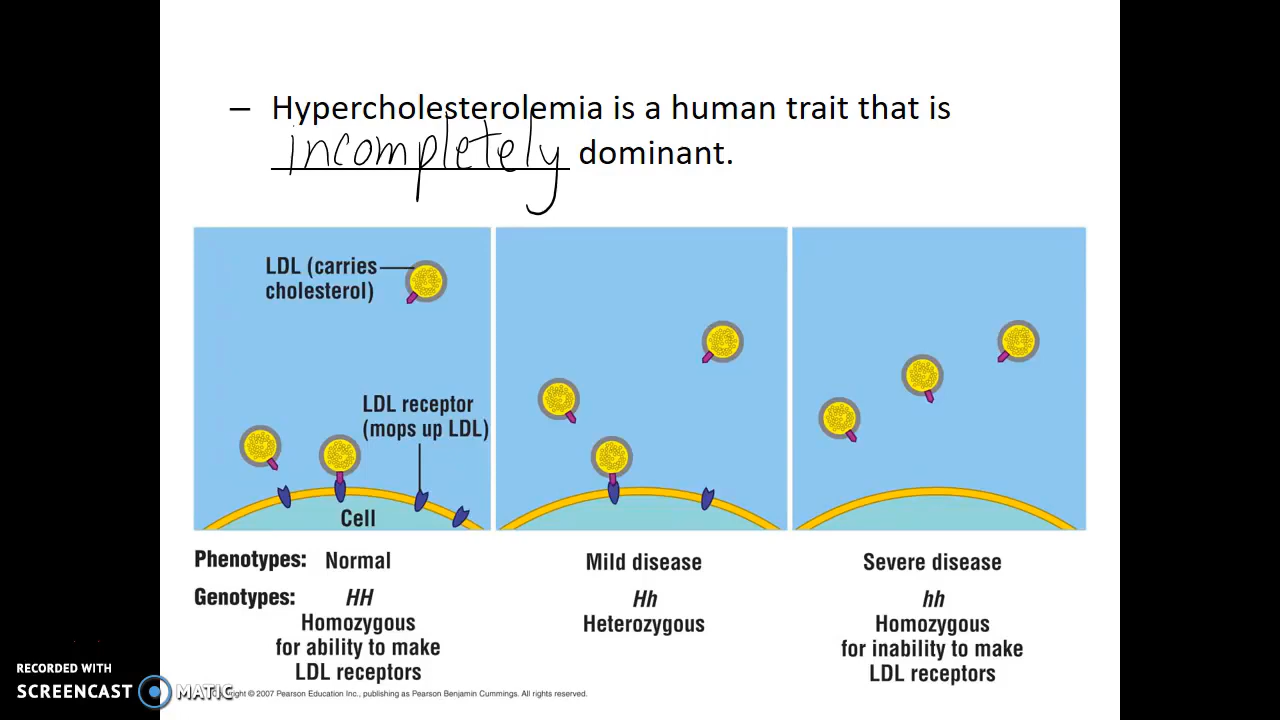 – Hypercholesterolemia is a human trait that is
incompletely dominant.
LDL (carries
cholesterol)
LDL receptor
(mops up LDL)
Cell
Phenotypes: Normal Mild disease Severe disease
Genotypes: HH Hh hh
Homozygous Heterozygous Homozygous
for ability to make for inability to make
LDL receptors LDL receptors
RECORDED WITH
SCREENCAST MATIC
© 2007 Pearson Education Inc., publishing as Pearson Benjamin Cummings. All rights reserved.